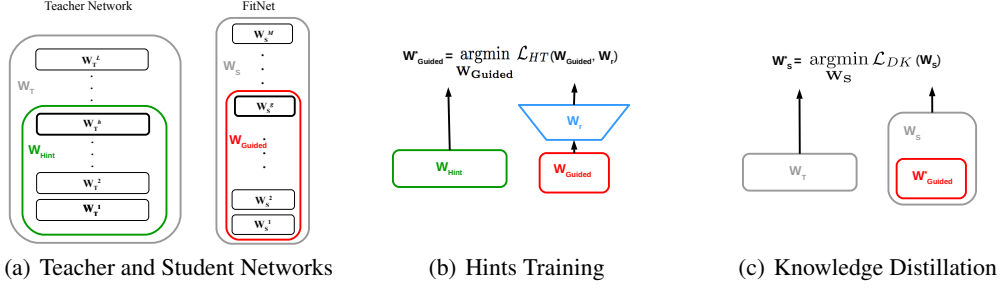 Teacher Network
W_T^L
W_T
W_T^h
W_Hint
W_T^2
W_T^1
(a) Teacher and Student Networks
FitNet
W_S^M
W_S
W_S^g
W_Guided
W_S^2
W_S^1
W*_Guided = argmin L_HT(W_Guided, W_r)
W_Guided
W_r
W_Hint
W_Guided
(b) Hints Training
W*_S = argmin L_DK(W_S)
W_S
W_T
W_S
W*_Guided
(c) Knowledge Distillation